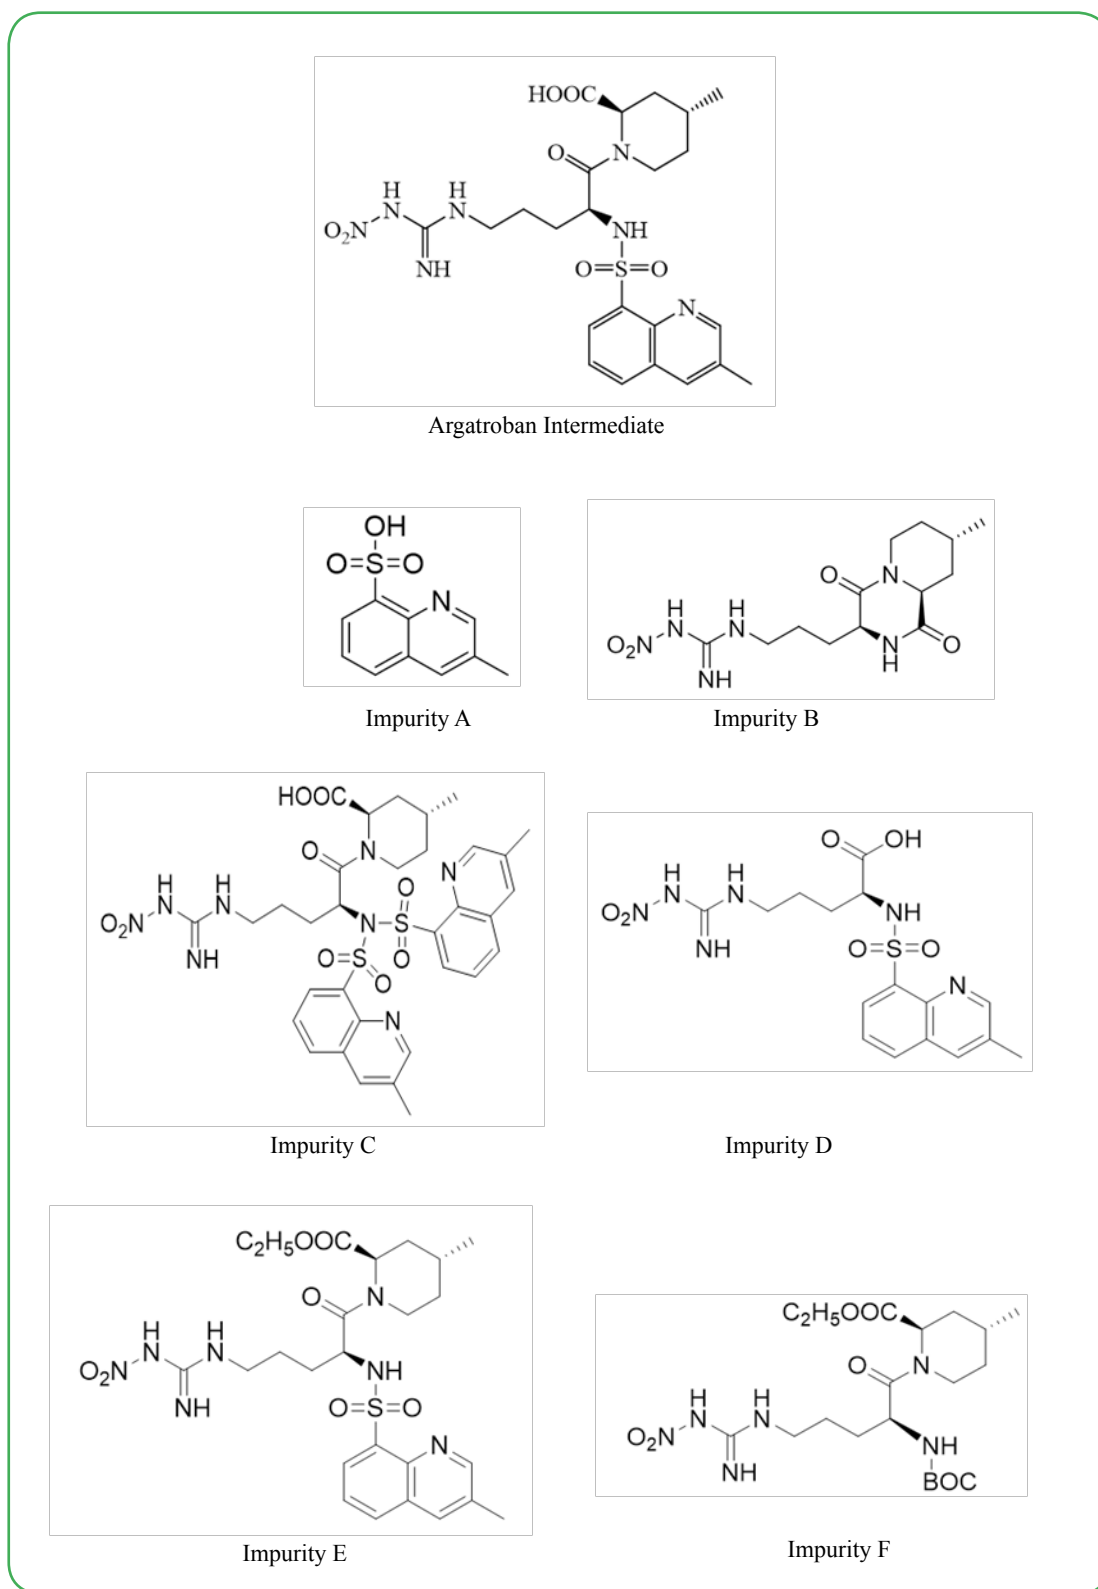 HOOC
O
N
H
N
H
N
O₂N
NH
NH
O=S=O
N
Argatroban Intermediate
OH
O=S=O
N
Impurity A
O
N
H
N
H
N
O₂N
NH
N
H
O
Impurity B
HOOC
O
N
N
H
N
H
N
O₂N
NH
N
O
S
O
O=S
O
N
Impurity C
O
OH
H
N
H
N
O₂N
NH
NH
O=S=O
N
Impurity D
C₂H₅OOC
O
N
H
N
H
N
O₂N
NH
NH
O=S=O
N
Impurity E
C₂H₅OOC
O
N
H
N
H
N
O₂N
NH
NH
BOC
Impurity F